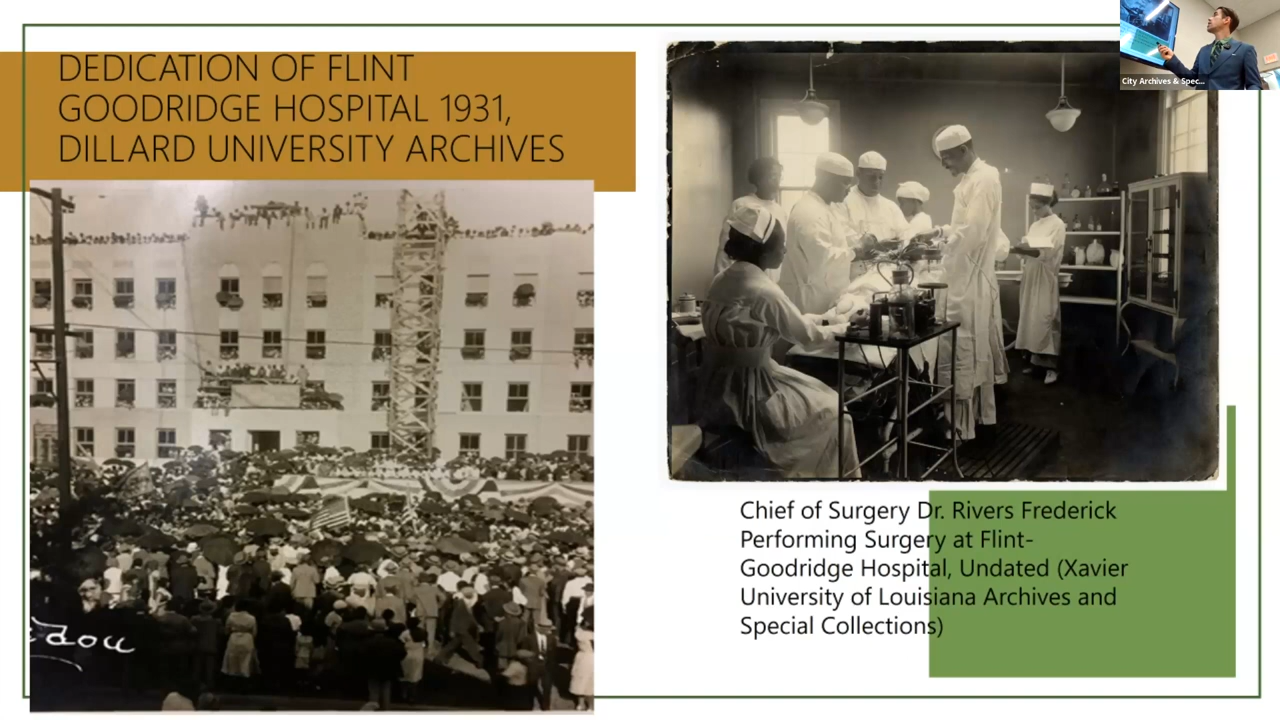 DEDICATION OF FLINT
GOODRIDGE HOSPITAL 1931,
DILLARD UNIVERSITY ARCHIVES
City Archives & Spec...
Chief of Surgery Dr. Rivers Frederick
Performing Surgery at Flint-
Goodridge Hospital, Undated (Xavier
University of Louisiana Archives and
Special Collections)